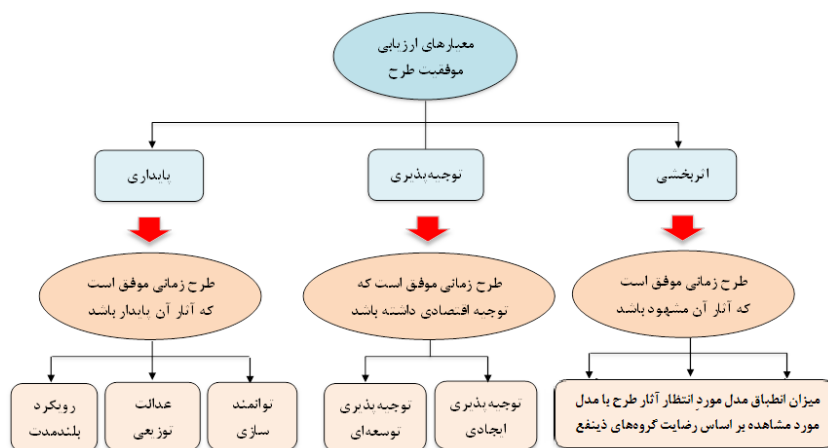 معیارهای ارزیابی
موفقیت طرح
اثربخشی
توجیه‌پذیری
پایداری
طرح زمانی موفق است
که آثار آن مشهود باشد
طرح زمانی موفق است که
توجیه اقتصادی داشته باشد
طرح زمانی موفق است
که آثار آن پایدار باشد
میزان انطباق مدل موردِ انتظار آثار طرح با مدل
مورد مشاهده بر اساس رضایت گروه‌های ذینفع
توجیه‌پذیری
ایجادی
توجیه‌پذیری
توسعه‌ای
توانمند
سازی
عدالت
توزیعی
رویکرد
بلندمدت